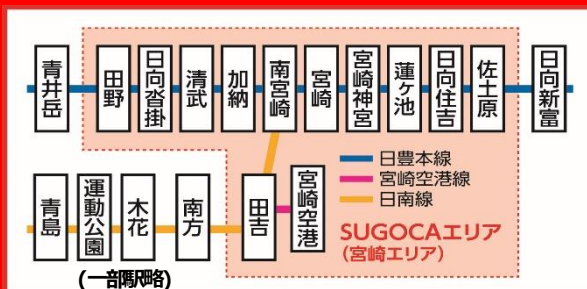 青井岳
田野
日向沓掛
清武
加納
南宮崎
宮崎
宮崎神宮
蓮ヶ池
日向住吉
佐土原
日向新富
日豊本線
宮崎空港線
日南線
青島
運動公園
木花
南方
田吉
宮崎空港
SUGOCAエリア
(宮崎エリア)
(一部駅略)